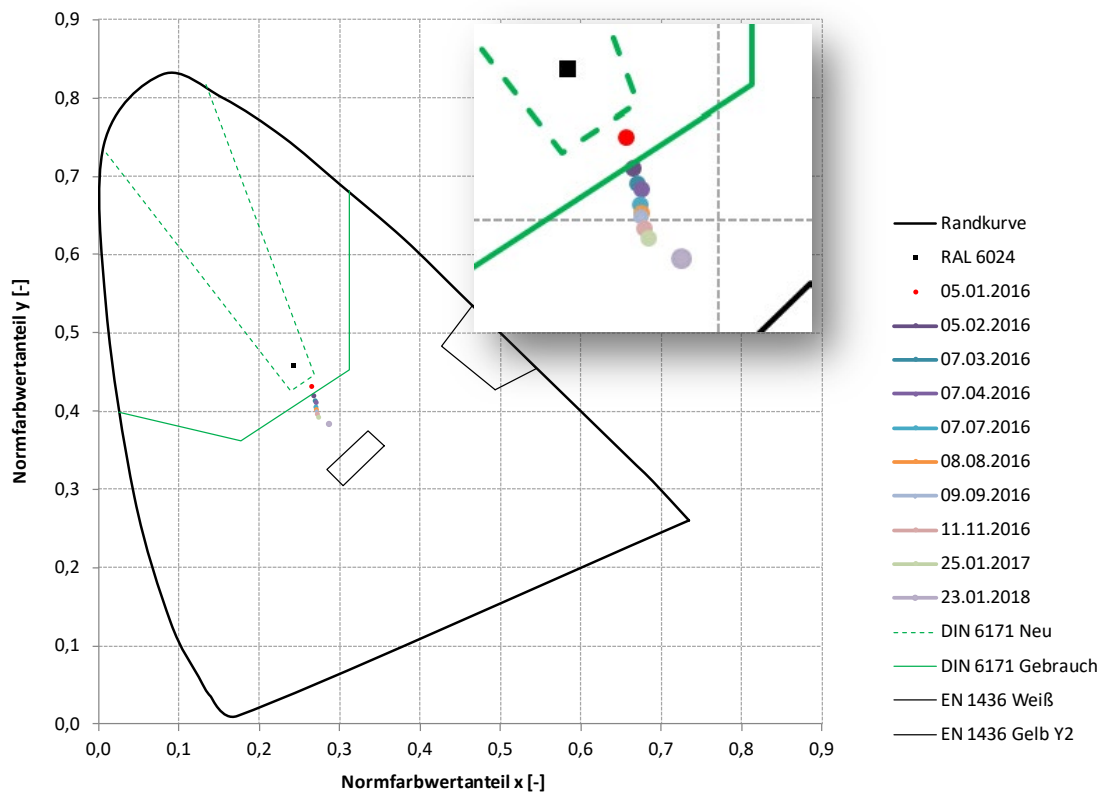 0,9
0,8
0,7
0,6
0,5
0,4
0,3
0,2
0,1
0,0
Normfarbwertanteil y [-]
0,0 0,1 0,2 0,3 0,4 0,5 0,6 0,7 0,8 0,9
Normfarbwertanteil x [-]
Randkurve
RAL 6024
05.01.2016
05.02.2016
07.03.2016
07.04.2016
07.07.2016
08.08.2016
09.09.2016
11.11.2016
25.01.2017
23.01.2018
DIN 6171 Neu
DIN 6171 Gebrauch
EN 1436 Weiß
EN 1436 Gelb Y2